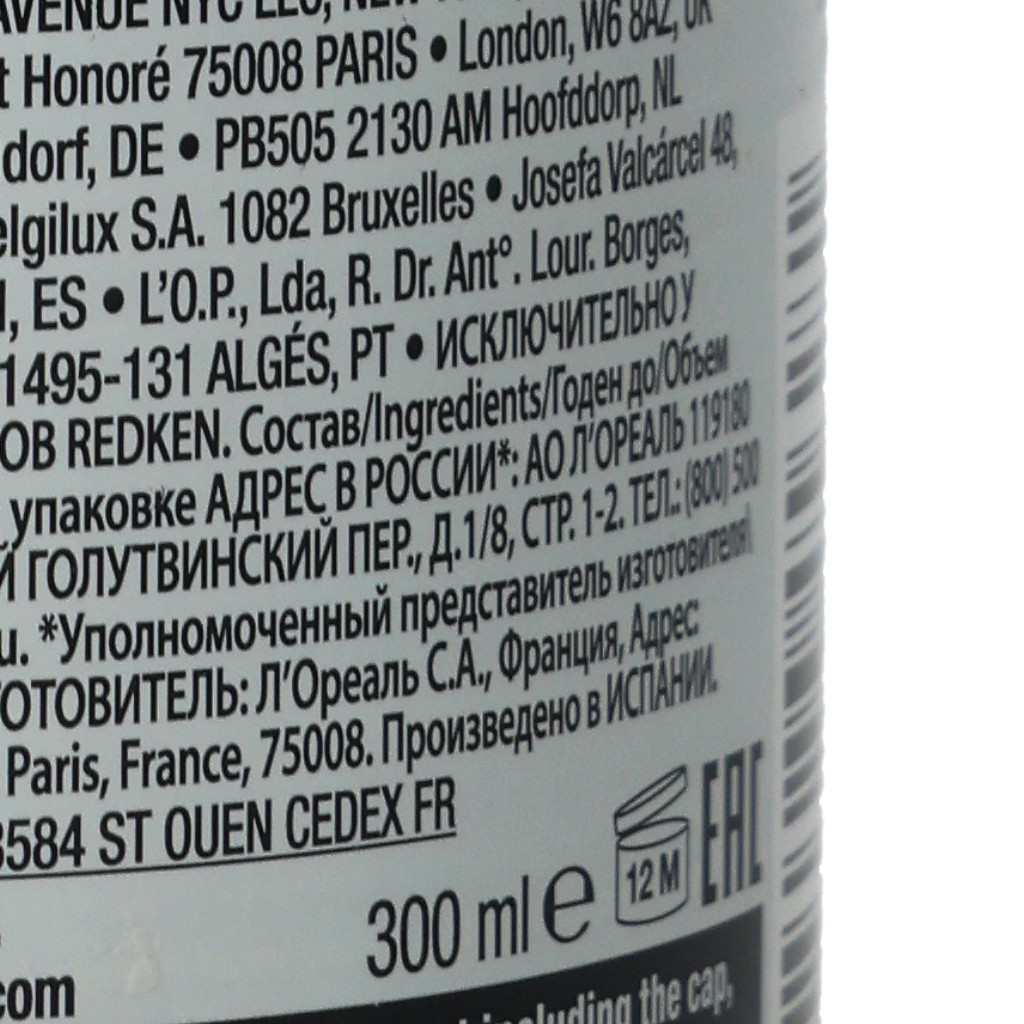 AVENUE NYC LLC, NEW
Honoré 75008 PARIS • London, W6 8AZ, UK
dorf, DE • PB505 2130 AM Hoofddorp, NL
elgilux S.A. 1082 Bruxelles • Josefa Valcárcel 48,
, ES • L'O.P., Lda, R. Dr. Ant°. Lour. Borges,
1495-131 ALGÉS, PT • ИСКЛЮЧИТЕЛЬНО У
ОВ REDKEN. Состав/Ingredients/Годен до/Объем
упаковке АДРЕС В РОССИИ*: АО Л'ОРЕАЛЬ 119180
Й ГОЛУТВИНСКИЙ ПЕР., Д.1/8, СТР. 1-2. ТЕЛ.: (800) 500
u. *Уполномоченный представитель изготовителя
ОТОВИТЕЛЬ: Л'Ореаль С.А., Франция, Адрес:
Paris, France, 75008. Произведено в ИСПАНИИ.
3584 ST OUEN CEDEX FR
12 M EAC
300 ml e
.com
including the cap,